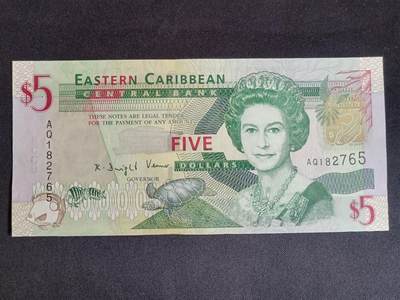 EASTERN CARIBBEAN
CENTRAL BANK
$5
THESE NOTES ARE LEGAL TENDER
FOR THE PAYMENT OF ANY AMOUNT
AQ182765
FIVE
DOLLARS
AQ182765
GOVERNOR
$5